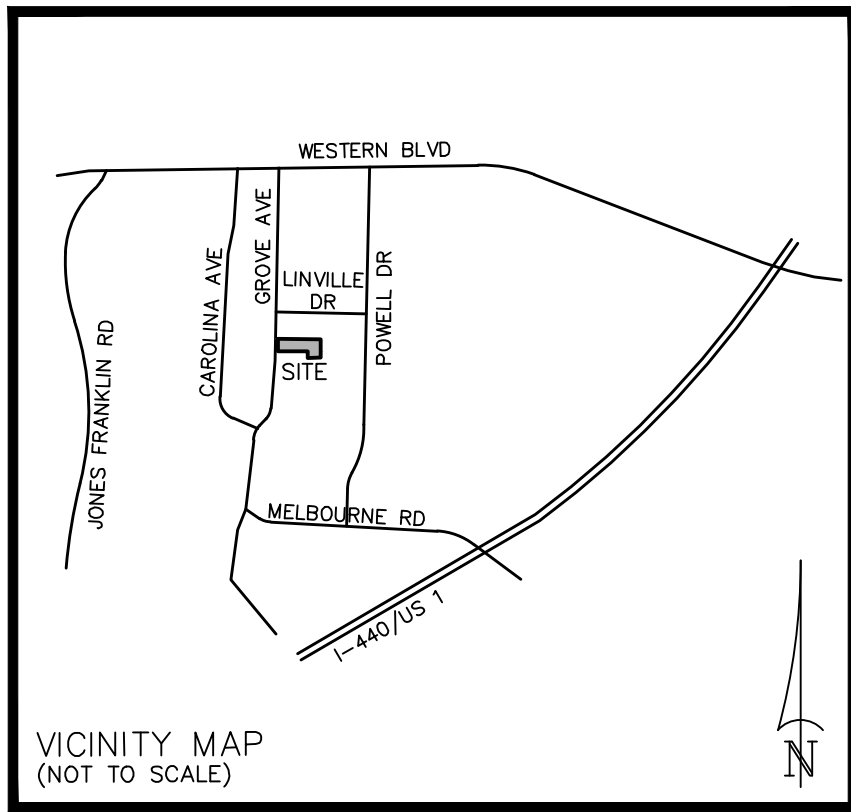 WESTERN BLVD
GROVE AVE
CAROLINA AVE
LINVILLE
DR
POWELL DR
JONES FRANKLIN RD
SITE
MELBOURNE RD
I-440/US 1
VICINITY MAP
(NOT TO SCALE)
N